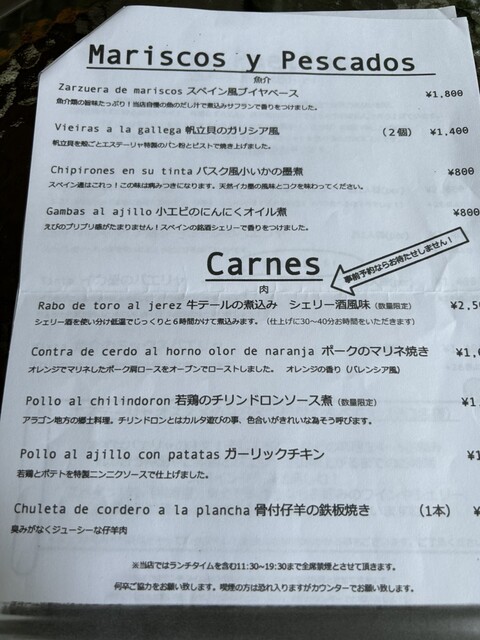 Mariscos y Pescados
魚介
Zarzuera de mariscos スペイン風ブイヤベース ¥1,800
魚介類の旨味たっぷり！当店自慢の魚のだし汁で煮込みサフランで香りをつけました。
Vieiras a la gallega 帆立貝のガリシア風 （２個） ¥1,400
帆立貝を殻ごとエステーリャ特製のパン粉とピストで焼き上げました。
Chipirones en su tinta バスク風小いかの墨煮 ¥800
スペイン通はこれっ！この味は病みつきになります。天然イカ墨の風味とコクを味わってください。
Gambas al ajillo 小エビのにんにくオイル煮 ¥800
えびのプリプリ感がたまりません！スペインの銘酒シェリーで香りをつけました。
事前予約ならお待たせしません！
Carnes
肉
Rabo de toro al jerez 牛テールの煮込み シェリー酒風味（数量限定） ¥2,5
シェリー酒を使い分け低温でじっくりと６時間かけて煮込みます。（仕上げに30～40分お時間をいただきます）
Contra de cerdo al horno olor de naranja ポークのマリネ焼き ¥1,
オレンジでマリネしたポーク肩ロースをオーブンでローストしました。 オレンジの香り（バレンシア風）
Pollo al chilindoron 若鶏のチリンドロンソース煮（数量限定） ¥1
アラゴン地方の郷土料理。チリンドロンとはカルタ遊びの事、色合いがきれいな為そう呼びます。
Pollo al ajillo con patatas ガーリックチキン ¥1
若鶏とポテトを特製ニンニクソースで仕上げました。
Chuleta de cordero a la plancha 骨付仔羊の鉄板焼き （1本） ¥
臭みがなくジューシーな仔羊肉
※当店ではランチタイムを含む11:30~19:30まで全席禁煙とさせて頂きます。
何卒ご協力をお願い致します。喫煙の方は恐れ入りますがカウンターでお願い致します。